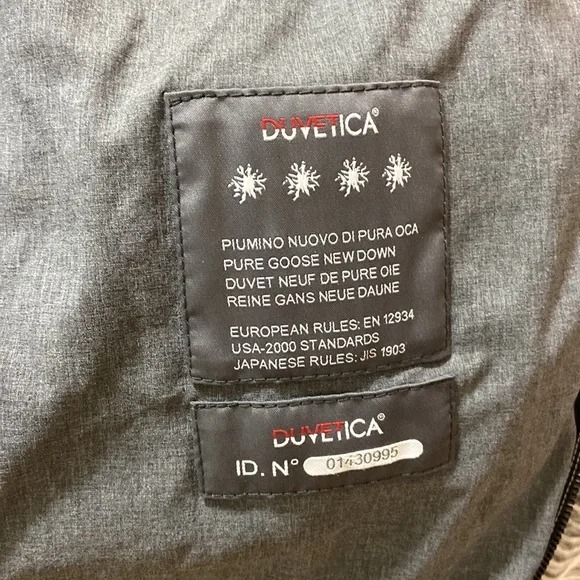 DUVETICA®
PIUMINO NUOVO DI PURA OCA
PURE GOOSE NEW DOWN
DUVET NEUF DE PURE OIE
REINE GANS NEUE DAUNE
EUROPEAN RULES: EN 12934
USA-2000 STANDARDS
JAPANESE RULES: JIS 1903
DUVETICA®
ID. N° 01430995